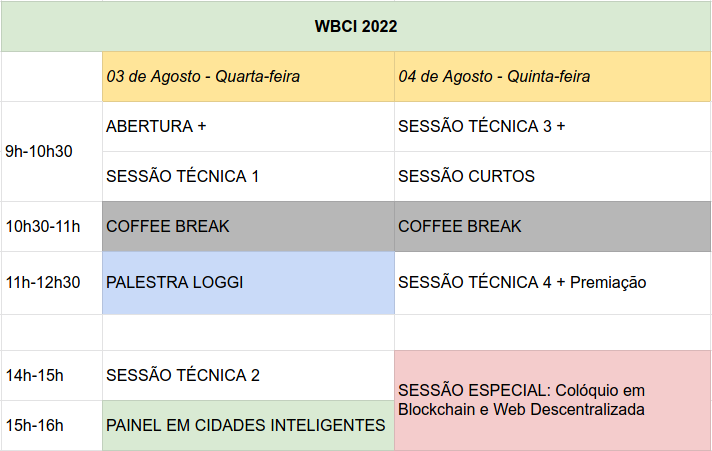 WBCI 2022
03 de Agosto - Quarta-feira
04 de Agosto - Quinta-feira
9h-10h30
ABERTURA +
SESSÃO TÉCNICA 3 +
SESSÃO TÉCNICA 1
SESSÃO CURTOS
10h30-11h
COFFEE BREAK
COFFEE BREAK
11h-12h30
PALESTRA LOGGI
SESSÃO TÉCNICA 4 + Premiação
14h-15h
SESSÃO TÉCNICA 2
SESSÃO ESPECIAL: Colóquio em
Blockchain e Web Descentralizada
15h-16h
PAINEL EM CIDADES INTELIGENTES